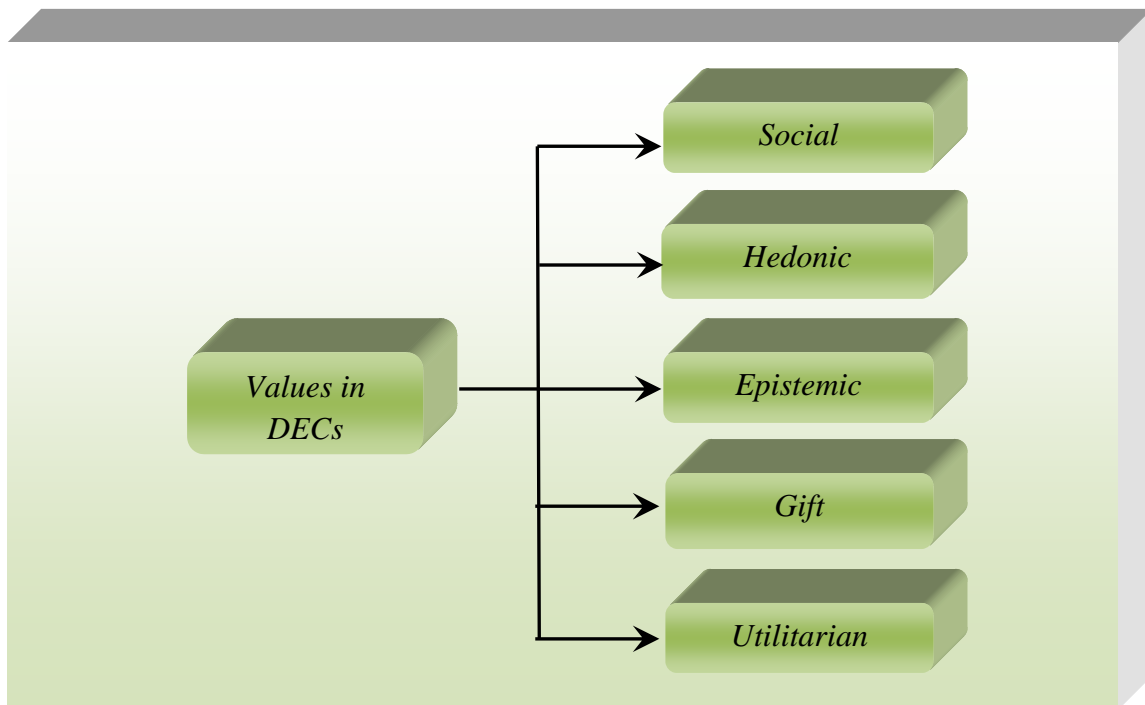 Social
Hedonic
Values in
DECs
Epistemic
Gift
Utilitarian